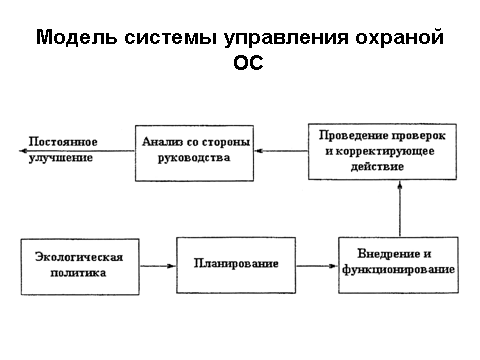 Модель системы управления охраной
ОС
Постоянное
улучшение
Анализ со стороны
руководства
Проведение проверок
и корректирующее
действие
Экологическая
политика
Планирование
Внедрение и
функционирование